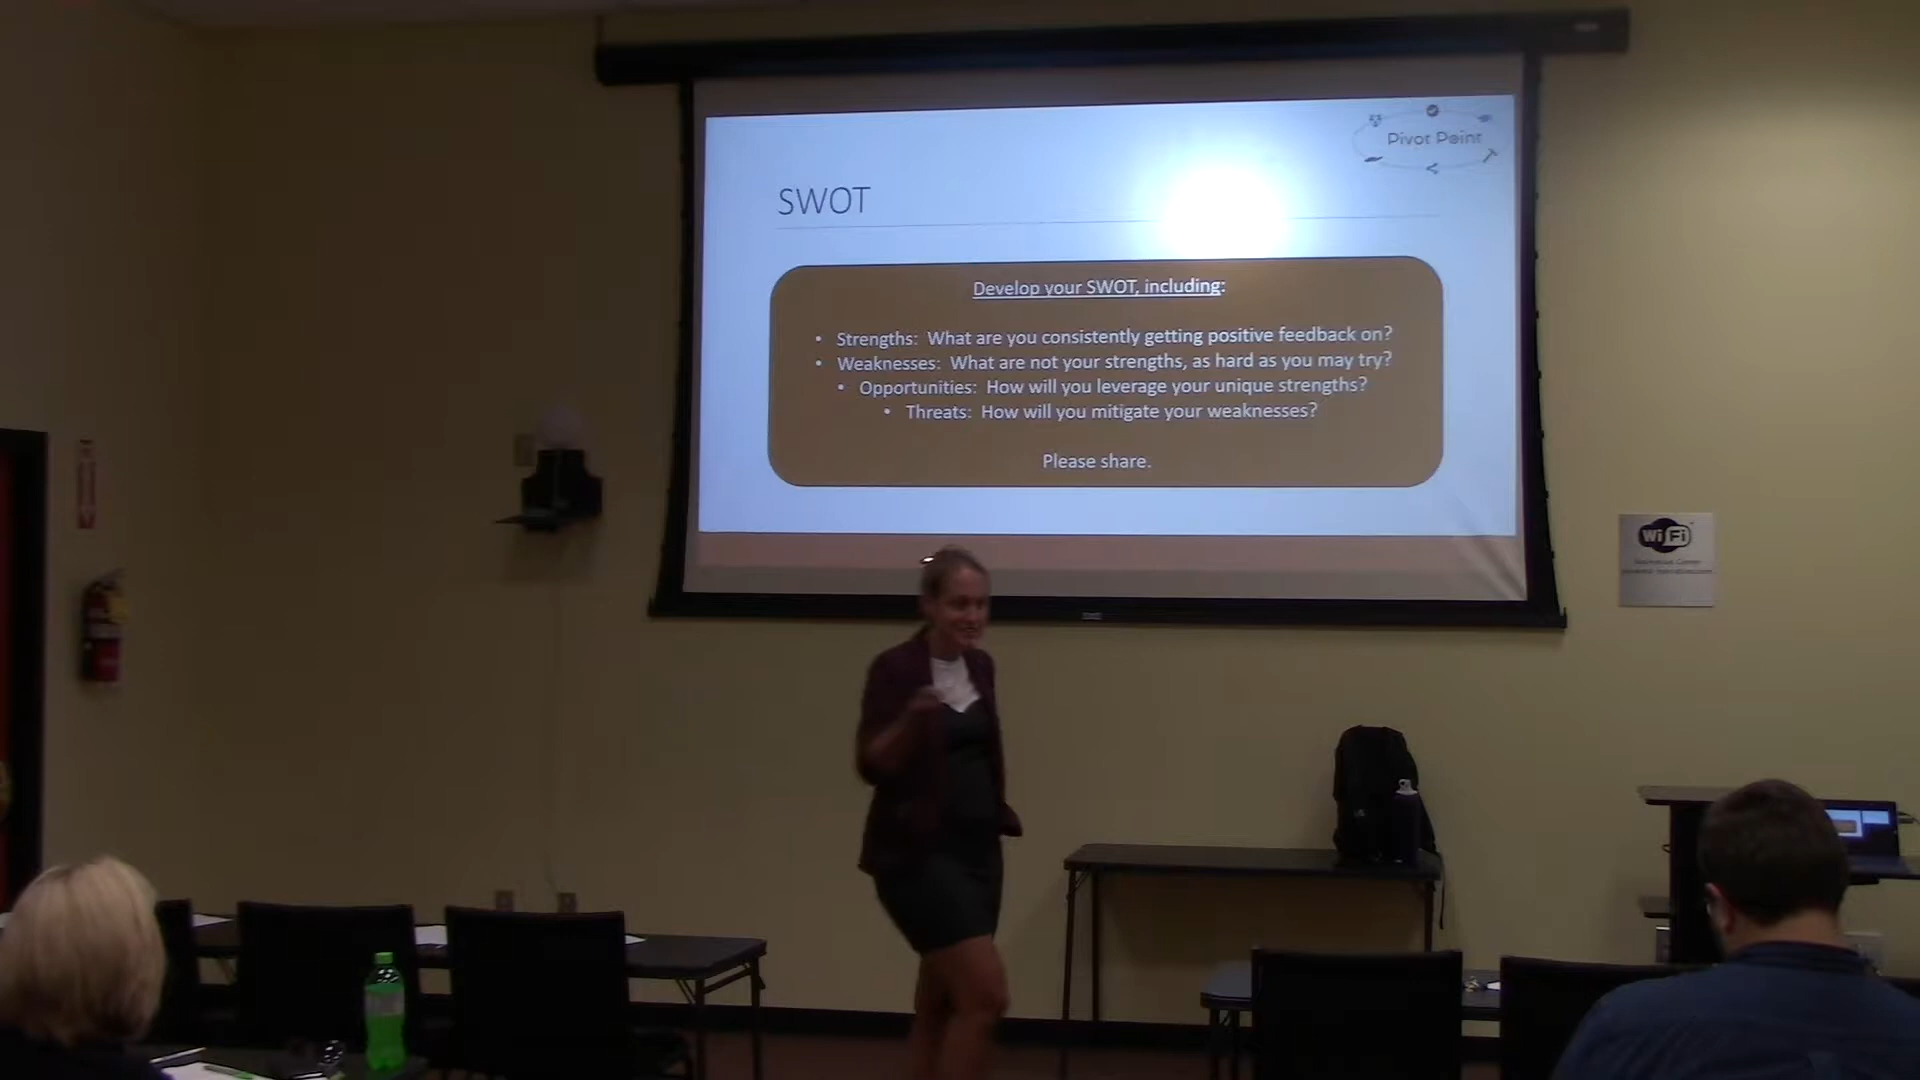 Pivot Point
SWOT
Develop your SWOT, including:
• Strengths: What are you consistently getting positive feedback on?
• Weaknesses: What are not your strengths, as hard as you may try?
• Opportunities: How will you leverage your unique strengths?
• Threats: How will you mitigate your weaknesses?
Please share.
Wi Fi